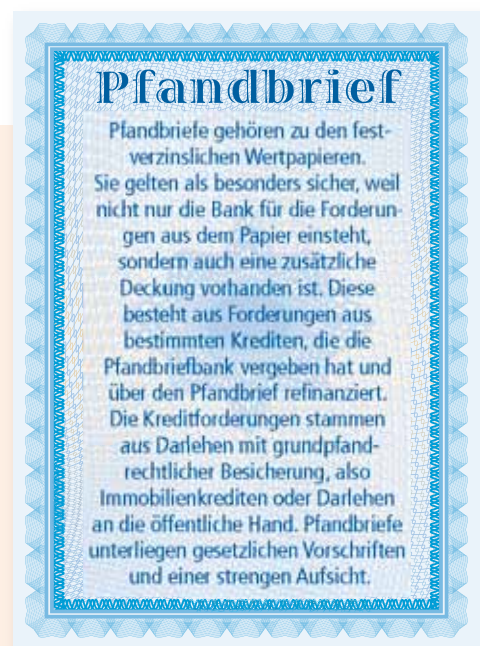 Pfandbrief
Pfandbriefe gehören zu den fest-
verzinslichen Wertpapieren.
Sie gelten als besonders sicher, weil
nicht nur die Bank für die Forderun-
gen aus dem Papier einsteht,
sondern auch eine zusätzliche
Deckung vorhanden ist. Diese
besteht aus Forderungen aus
bestimmten Krediten, die die
Pfandbriefbank vergeben hat und
über den Pfandbrief refinanziert.
Die Kreditforderungen stammen
aus Darlehen mit grundpfand-
rechtlicher Besicherung, also
Immobilienkrediten oder Darlehen
an die öffentliche Hand. Pfandbriefe
unterliegen gesetzlichen Vorschriften
und einer strengen Aufsicht.